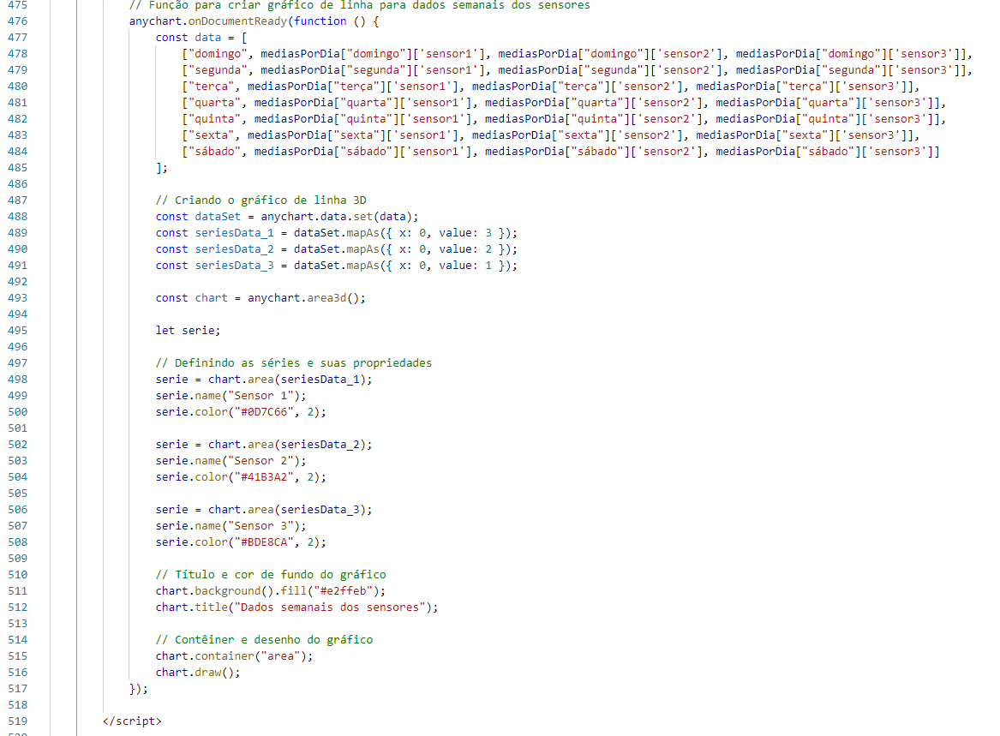 475 // Função para criar gráfico de linha para dados semanais dos sensores
476 anychart.onDocumentReady(function () {
477 const data = [
478 ["domingo", mediasPorDia["domingo"]['sensor1'], mediasPorDia["domingo"]['sensor2'], mediasPorDia["domingo"]['sensor3']],
479 ["segunda", mediasPorDia["segunda"]['sensor1'], mediasPorDia["segunda"]['sensor2'], mediasPorDia["segunda"]['sensor3']],
480 ["terça", mediasPorDia["terça"]['sensor1'], mediasPorDia["terça"]['sensor2'], mediasPorDia["terça"]['sensor3']],
481 ["quarta", mediasPorDia["quarta"]['sensor1'], mediasPorDia["quarta"]['sensor2'], mediasPorDia["quarta"]['sensor3']],
482 ["quinta", mediasPorDia["quinta"]['sensor1'], mediasPorDia["quinta"]['sensor2'], mediasPorDia["quinta"]['sensor3']],
483 ["sexta", mediasPorDia["sexta"]['sensor1'], mediasPorDia["sexta"]['sensor2'], mediasPorDia["sexta"]['sensor3']],
484 ["sábado", mediasPorDia["sábado"]['sensor1'], mediasPorDia["sábado"]['sensor2'], mediasPorDia["sábado"]['sensor3']]
485 ];
486
487 // Criando o gráfico de linha 3D
488 const dataSet = anychart.data.set(data);
489 const seriesData_1 = dataSet.mapAs({ x: 0, value: 3 });
490 const seriesData_2 = dataSet.mapAs({ x: 0, value: 2 });
491 const seriesData_3 = dataSet.mapAs({ x: 0, value: 1 });
492
493 const chart = anychart.area3d();
494
495 let serie;
496
497 // Definindo as séries e suas propriedades
498 serie = chart.area(seriesData_1);
499 serie.name("Sensor 1");
500 serie.color("#0D7C66", 2);
501
502 serie = chart.area(seriesData_2);
503 serie.name("Sensor 2");
504 serie.color("#41B3A2", 2);
505
506 serie = chart.area(seriesData_3);
507 serie.name("Sensor 3");
508 serie.color("#BDE8CA", 2);
509
510 // Título e cor de fundo do gráfico
511 chart.background().fill("#e2ffeb");
512 chart.title("Dados semanais dos sensores");
513
514 // Contêiner e desenho do gráfico
515 chart.container("area");
516 chart.draw();
517 });
518
519 </script>